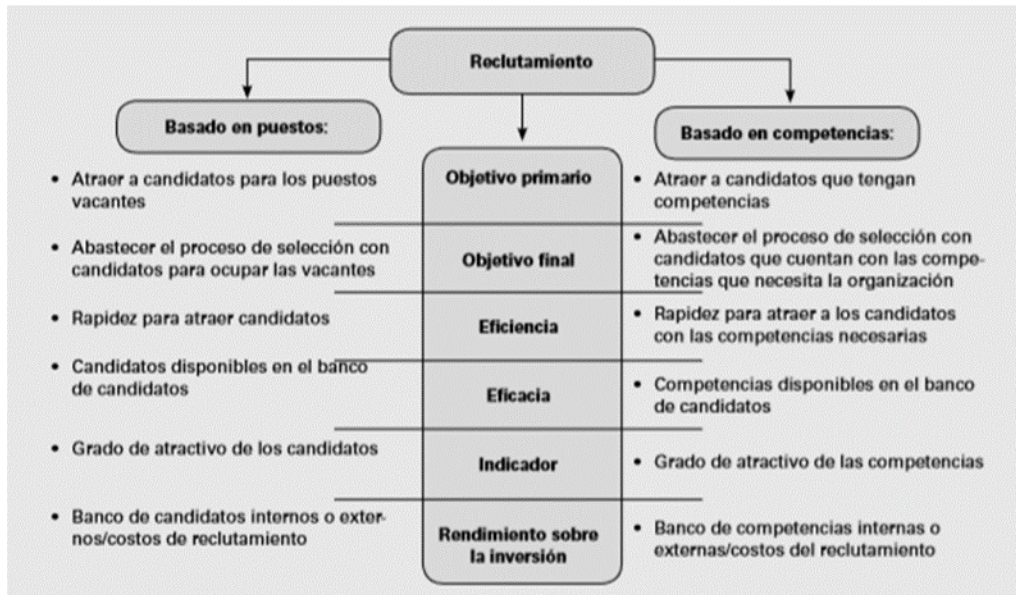 Reclutamiento
Basado en puestos:
• Atraer a candidatos para los puestos
vacantes
• Abastecer el proceso de selección con
candidatos para ocupar las vacantes
• Rapidez para atraer candidatos
• Candidatos disponibles en el banco
de candidatos
• Grado de atractivo de los candidatos
• Banco de candidatos internos o exter-
nos/costos de reclutamiento
Objetivo primario
Objetivo final
Eficiencia
Eficacia
Indicador
Rendimiento sobre
la inversión
Basado en competencias:
• Atraer a candidatos que tengan
competencias
• Abastecer el proceso de selección con
candidatos que cuentan con las compe-
tencias que necesita la organización
• Rapidez para atraer a los candidatos
con las competencias necesarias
• Competencias disponibles en el banco
de candidatos
• Grado de atractivo de las competencias
• Banco de competencias internas o
externas/costos del reclutamiento